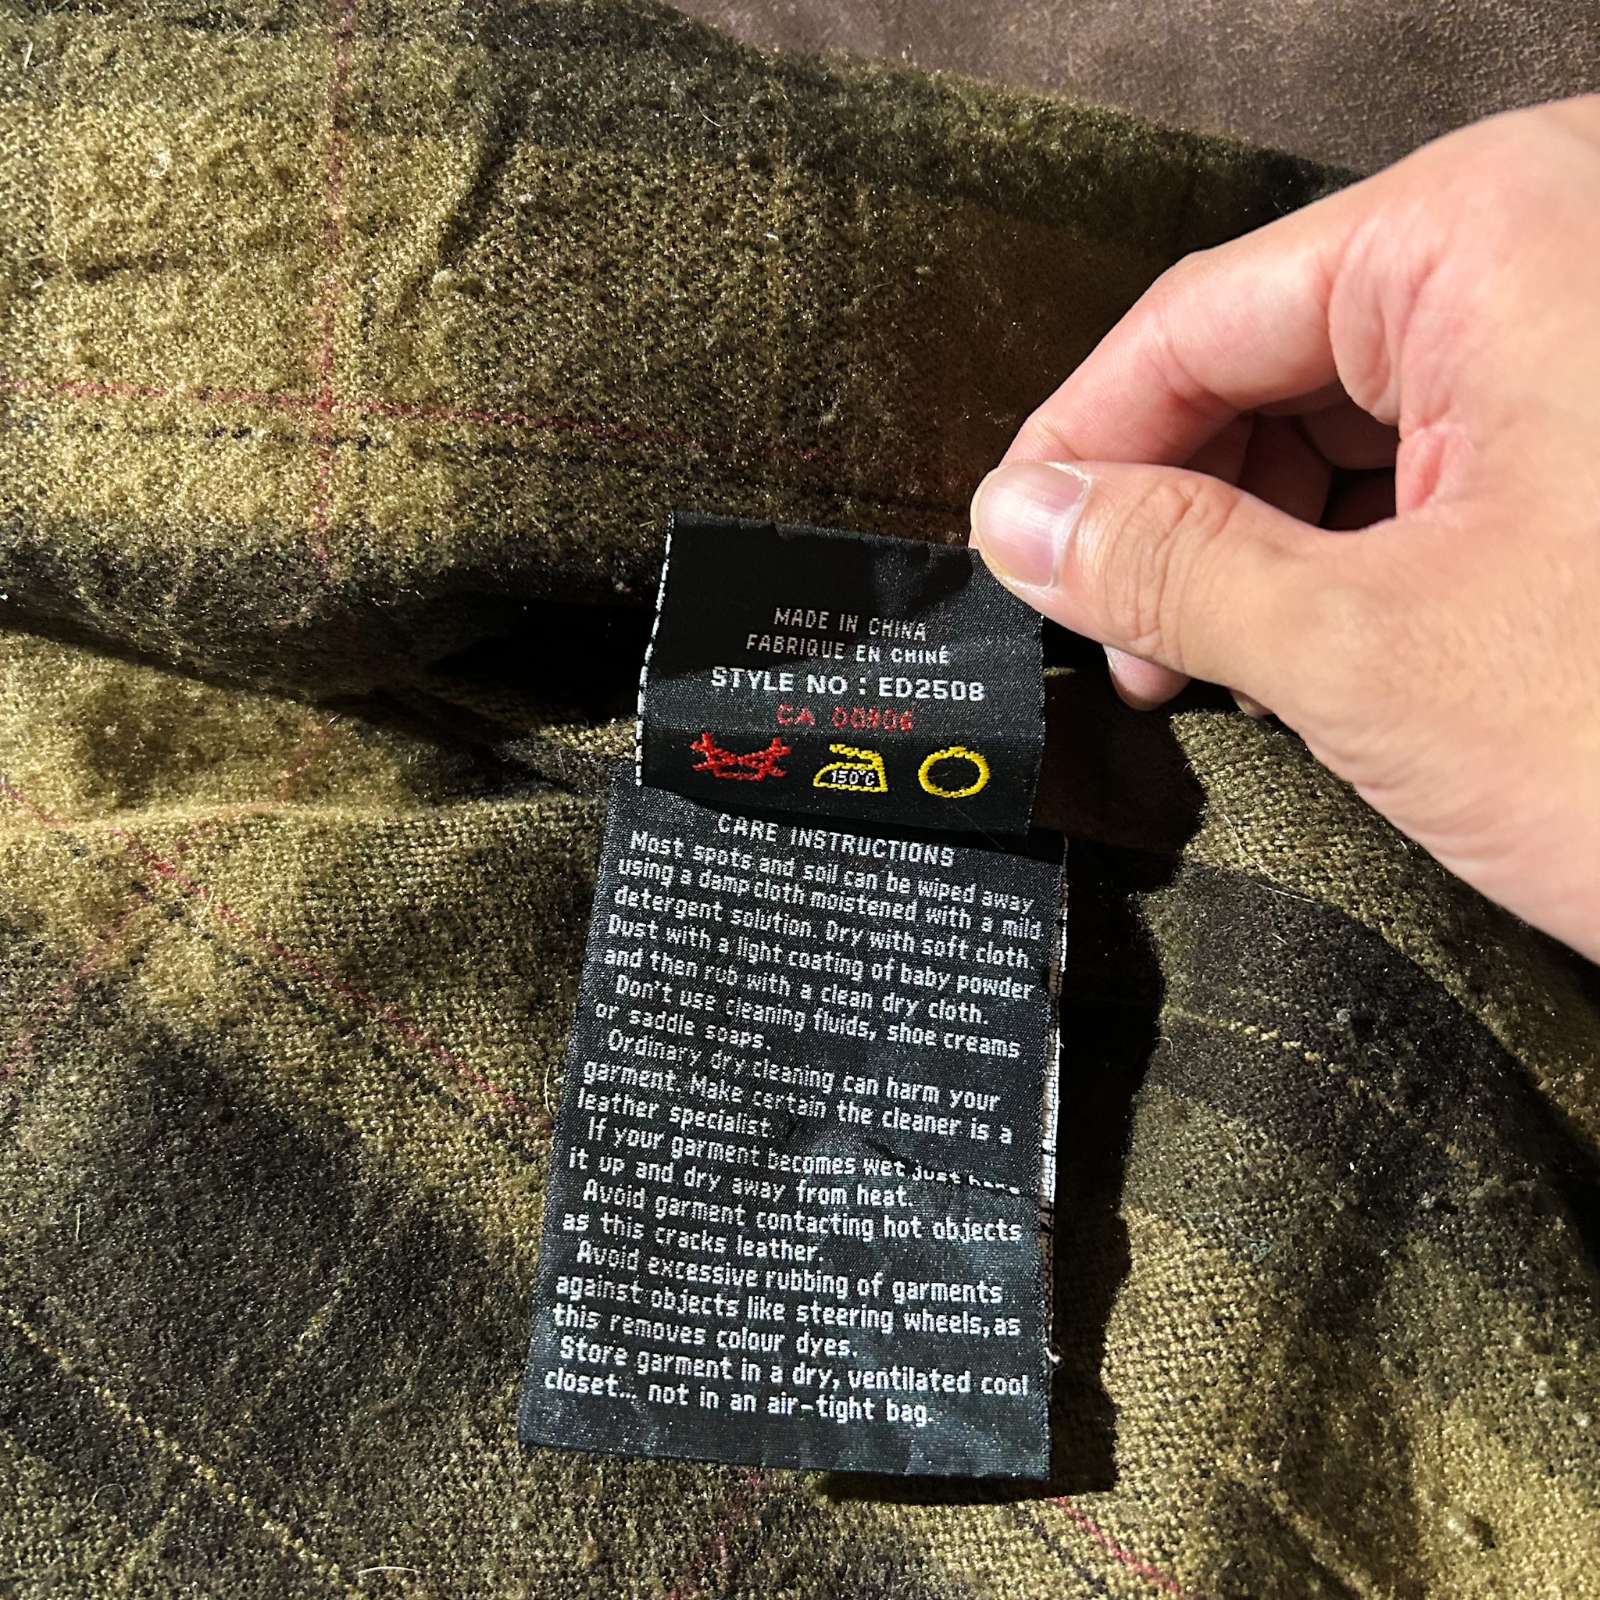 MADE IN CHINA
FABRIQUE EN CHINÉ
STYLE NO : ED2508
CA 00906
150°C
CARE INSTRUCTIONS
Most spots and soil can be wiped away
using a damp cloth moistened with a mild
detergent solution. Dry with soft cloth.
Dust with a light coating of baby powder
and then rub with a clean dry cloth.
Don't use cleaning fluids, shoe creams
or saddle soaps.
Ordinary dry cleaning can harm your
garment. Make certain the cleaner is a
leather specialist.
If your garment becomes wet just hang
it up and dry away from heat.
Avoid garment contacting hot objects
as this cracks leather.
Avoid excessive rubbing of garments
against objects like steering wheels,as
this removes colour dyes.
Store garment in a dry, ventilated cool
closet... not in an air-tight bag.